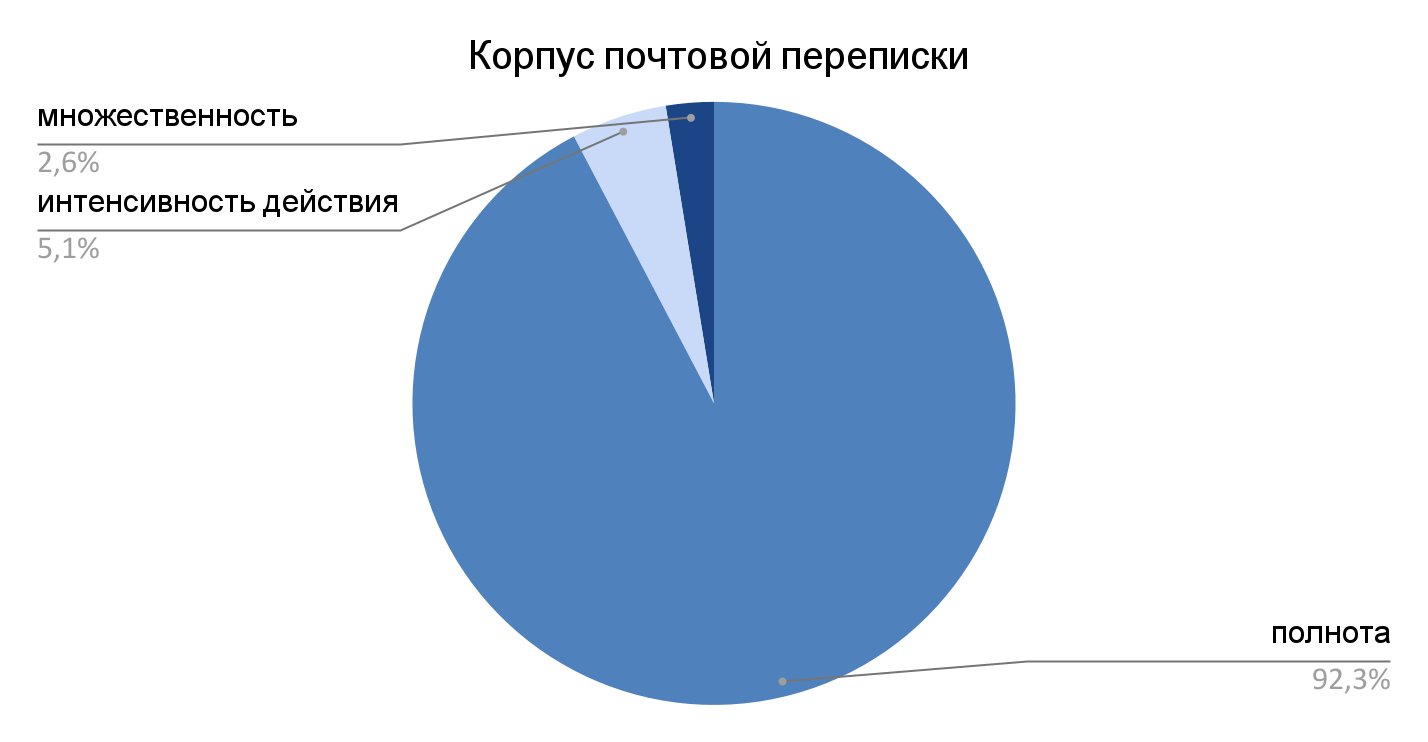 Корпус почтовой переписки
множественность
2,6%
интенсивность действия
5,1%
полнота
92,3%